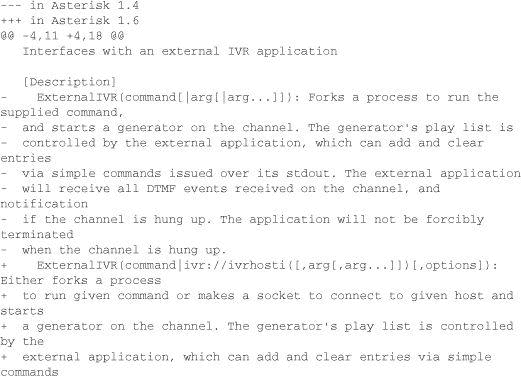 --- in Asterisk 1.4
+++ in Asterisk 1.6
@@ -4,11 +4,18 @@
   Interfaces with an external IVR application

   [Description]
-    ExternalIVR(command[|arg[|arg...]]): Forks a process to run the
supplied command,
-  and starts a generator on the channel. The generator's play list is
-  controlled by the external application, which can add and clear
entries
-  via simple commands issued over its stdout. The external application
-  will receive all DTMF events received on the channel, and
notification
-  if the channel is hung up. The application will not be forcibly
terminated
-  when the channel is hung up.
+    ExternalIVR(command|ivr://ivrhosti([,arg[,arg...]])[,options]):
Either forks a process
+  to run given command or makes a socket to connect to given host and
starts
+  a generator on the channel. The generator's play list is controlled
by the
+  external application, which can add and clear entries via simple
commands